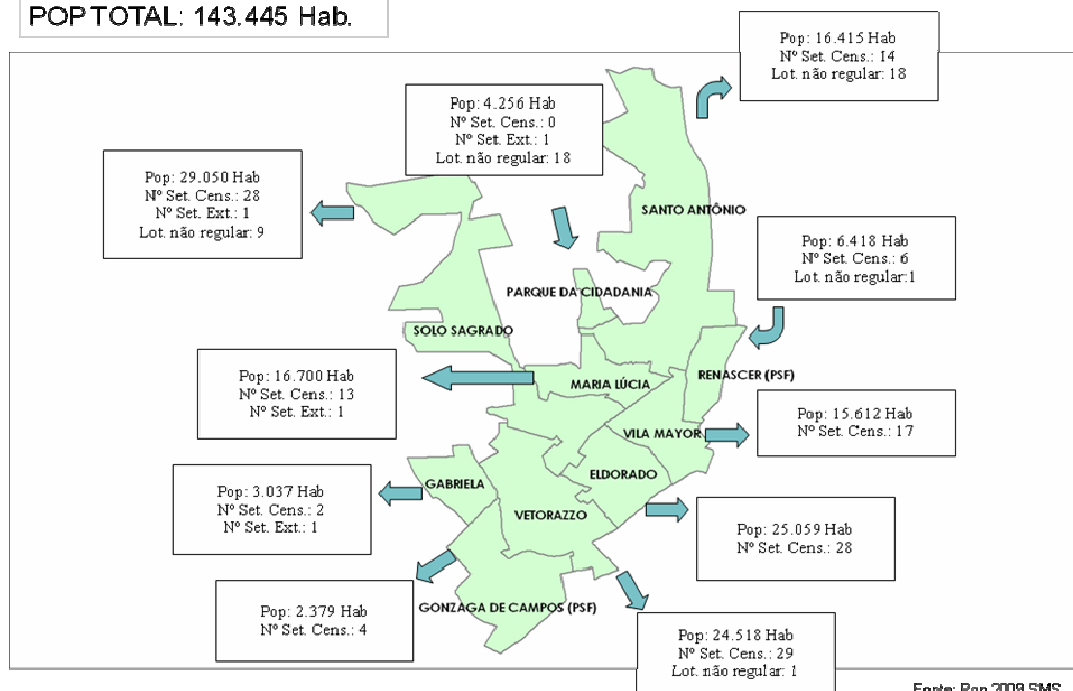 POP TOTAL: 143.445 Hab.
Pop: 16.415 Hab
Nº Set. Cens.: 14
Lot. não regular: 18
Pop: 4.256 Hab
Nº Set. Cens.: 0
Nº Set. Ext.: 1
Lot. não regular: 18
Pop: 29.050 Hab
Nº Set. Cens.: 28
Nº Set. Ext.: 1
Lot. não regular: 9
SANTO ANTÔNIO
Pop: 6.418 Hab
Nº Set. Cens.: 6
Lot. não regular:1
PARQUE DA CIDADANIA
SOLO SAGRADO
Pop: 16.700 Hab
Nº Set. Cens.: 13
Nº Set. Ext.: 1
MARIA LÚCIA
RENASCER (PSF)
Pop: 15.612 Hab
Nº Set. Cens.: 17
VILA MAYOR
ELDORADO
GABRIELA
Pop: 3.037 Hab
Nº Set. Cens.: 2
Nº Set. Ext.: 1
VETORAZZO
Pop: 25.059 Hab
Nº Set. Cens.: 28
Pop: 2.379 Hab
Nº Set. Cens.: 4
GONZAGA DE CAMPOS (PSF)
Pop: 24.518 Hab
Nº Set. Cens.: 29
Lot. não regular: 1
Fonte: Pop 2008 SMS